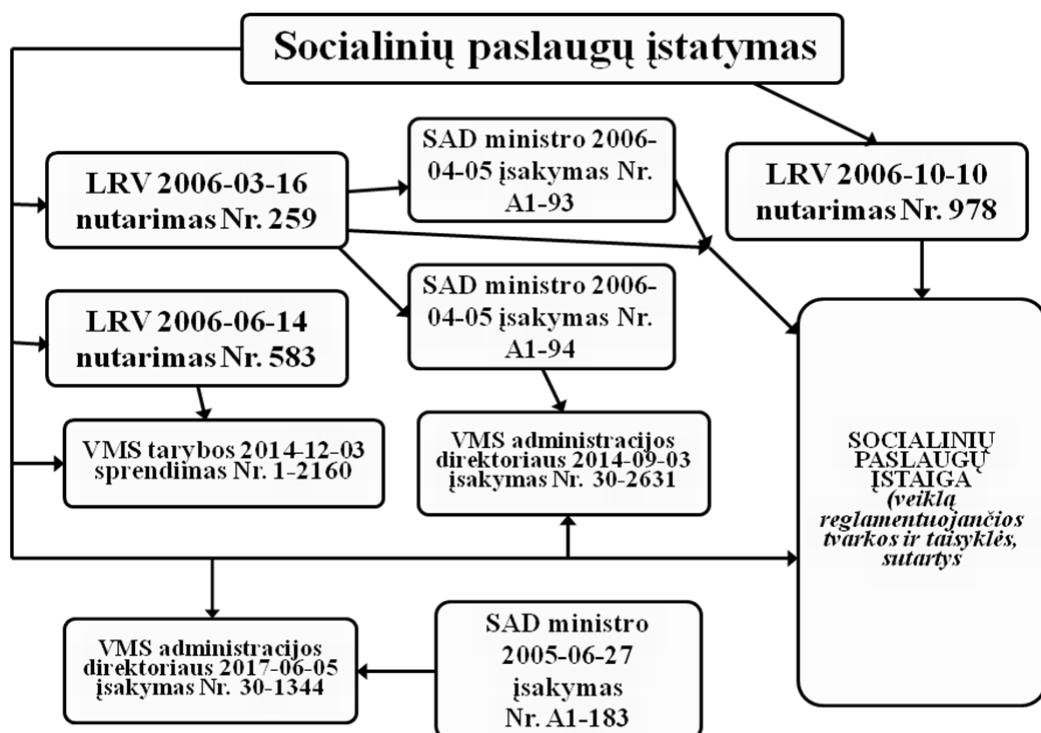 Socialinių paslaugų įstatymas
LRV 2006-03-16
nutarimas Nr. 259
SAD ministro 2006-
04-05 įsakymas Nr.
A1-93
LRV 2006-10-10
nutarimas Nr. 978
SAD ministro 2006-
04-05 įsakymas Nr.
A1-94
LRV 2006-06-14
nutarimas Nr. 583
VMS tarybos 2014-12-03
sprendimas Nr. 1-2160
VMS administracijos
direktoriaus 2014-09-03
įsakymas Nr. 30-2631
SOCIALINIŲ
PASLAUGŲ
ĮSTAIGA
(veiklą
reglamentuojančios
tvarkos ir taisyklės,
sutartys
VMS administracijos
direktoriaus 2017-06-05
įsakymas Nr. 30-1344
SAD ministro
2005-06-27
įsakymas
Nr. A1-183